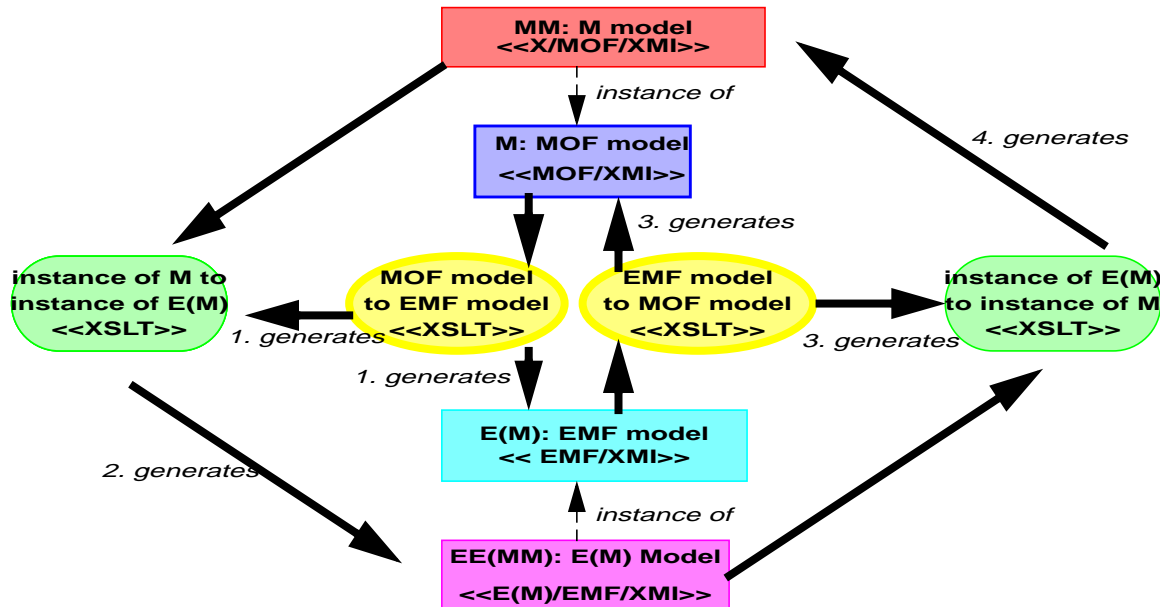 MM: M model
<<X/MOF/XMI>>
instance of
M: MOF model
<<MOF/XMI>>
4. generates
3. generates
instance of M to
instance of E(M)
<<XSLT>>
MOF model
to EMF model
<<XSLT>>
EMF model
to MOF model
<<XSLT>>
instance of E(M)
to instance of M
<<XSLT>>
1. generates
3. generates
1. generates
E(M): EMF model
<< EMF/XMI>>
2. generates
instance of
EE(MM): E(M) Model
<<E(M)/EMF/XMI>>